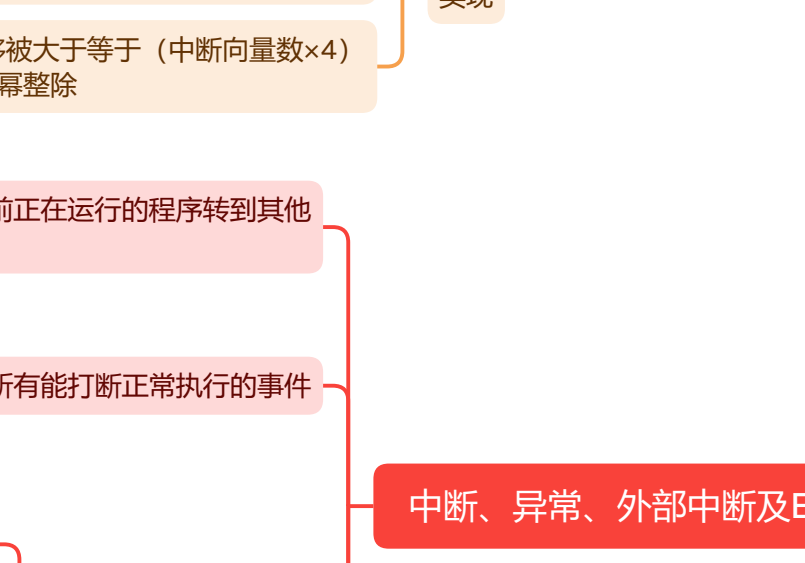 实现
够被大于等于（中断向量数×4）
幂整除
前正在运行的程序转到其他
所有能打断正常执行的事件
中断、异常、外部中断及E